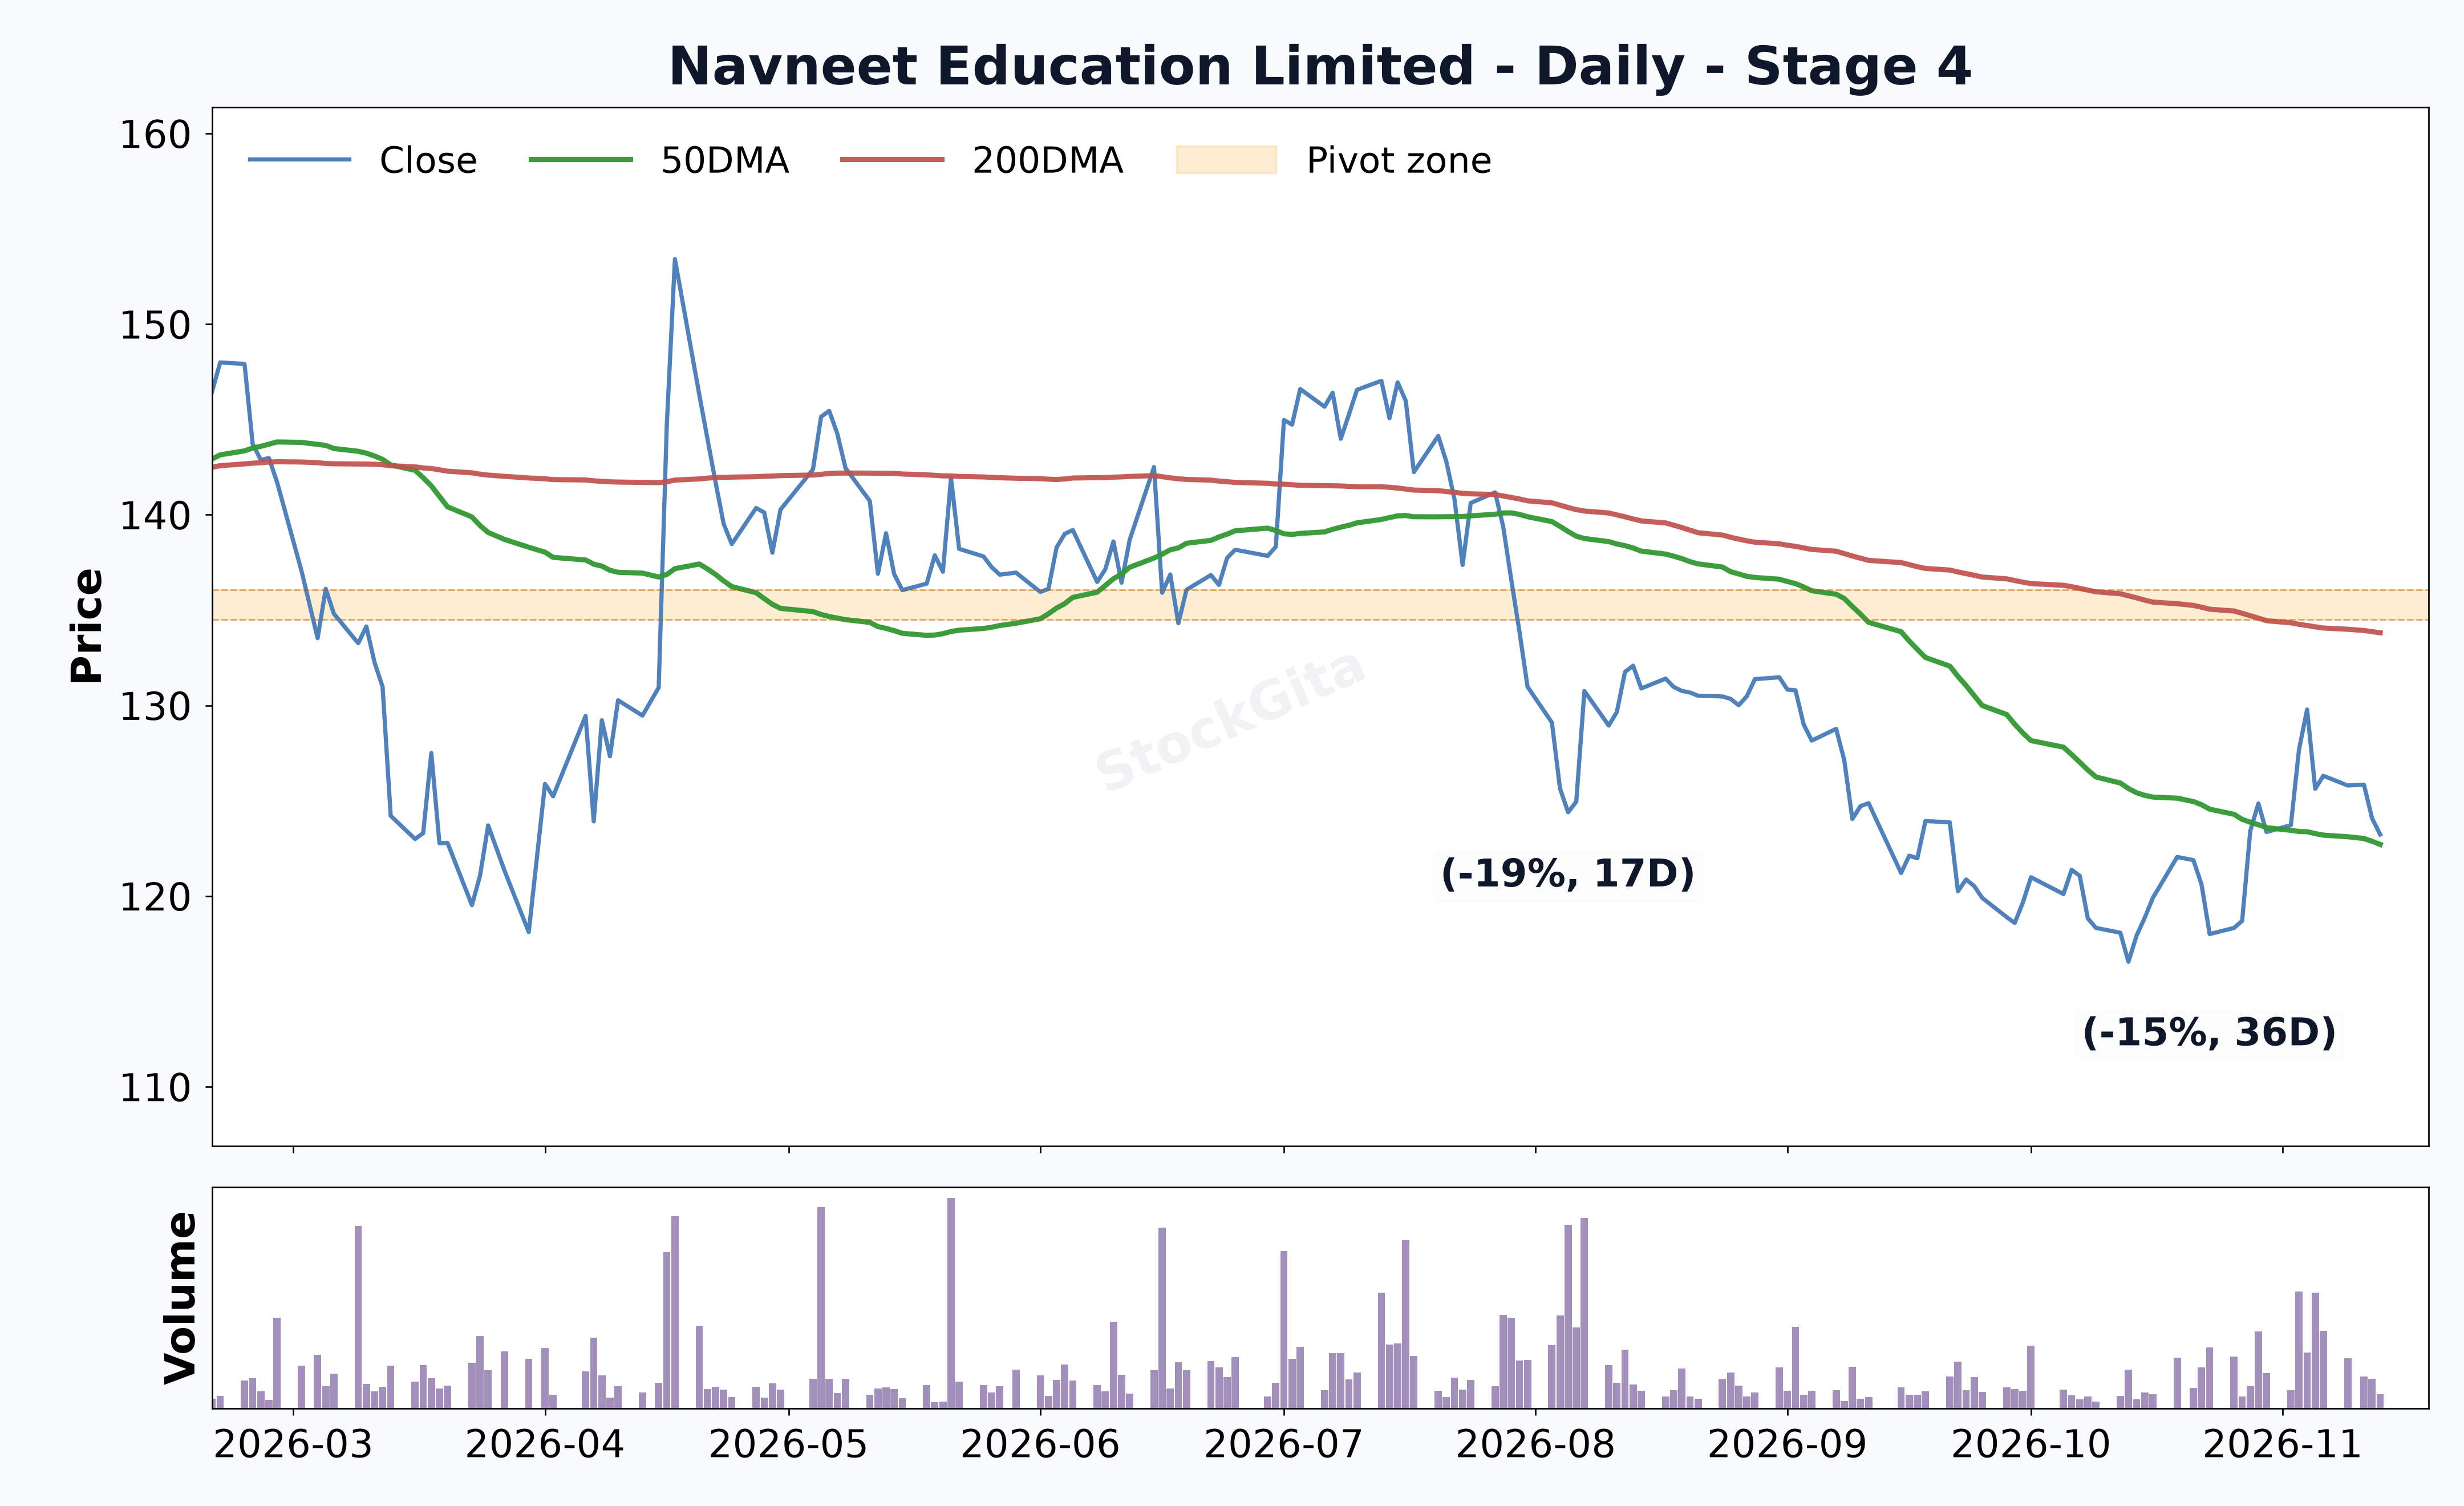 Navneet Education Limited - Daily - Stage 4
Close 50DMA 200DMA Pivot zone
160
150
140
130
120
110
Price
StockGita
(-19%, 17D)
(-15%, 36D)
Volume
2026-03 2026-04 2026-05 2026-06 2026-07 2026-08 2026-09 2026-10 2026-11